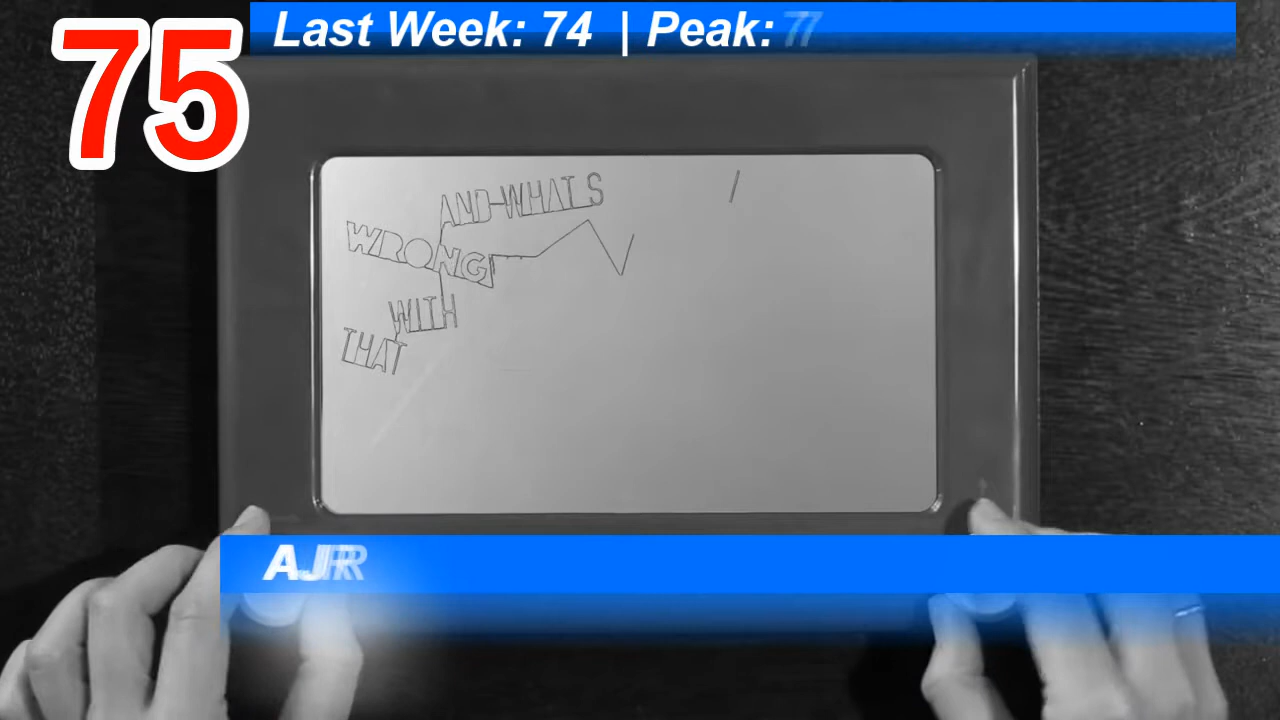 75
Last Week: 74 | Peak:
AND WHATS
WRONG
WITH
THAT
AJR